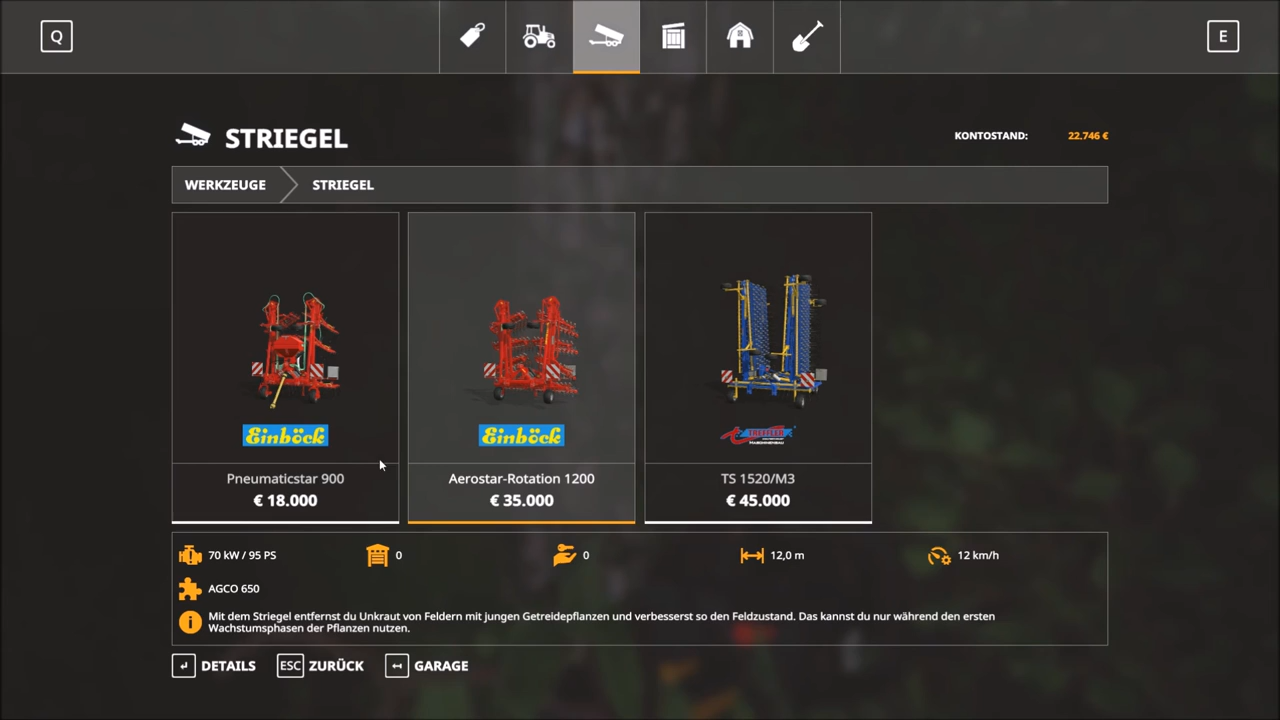 Q
E
STRIEGEL
KONTOSTAND: 22.746 €
WERKZEUGE STRIEGEL
Einböck
Einböck
MASCHINENBAU
Pneumaticstar 900
€ 18.000
Aerostar-Rotation 1200
€ 35.000
TS 1520/M3
€ 45.000
70 kW / 95 PS 0 0 12,0 m 12 km/h
AGCO 650
Mit dem Striegel entfernst du Unkraut von Feldern mit jungen Getreidepflanzen und verbesserst so den Feldzustand. Das kannst du nur während den ersten
Wachstumsphasen der Pflanzen nutzen.
DETAILS ESC ZURÜCK GARAGE